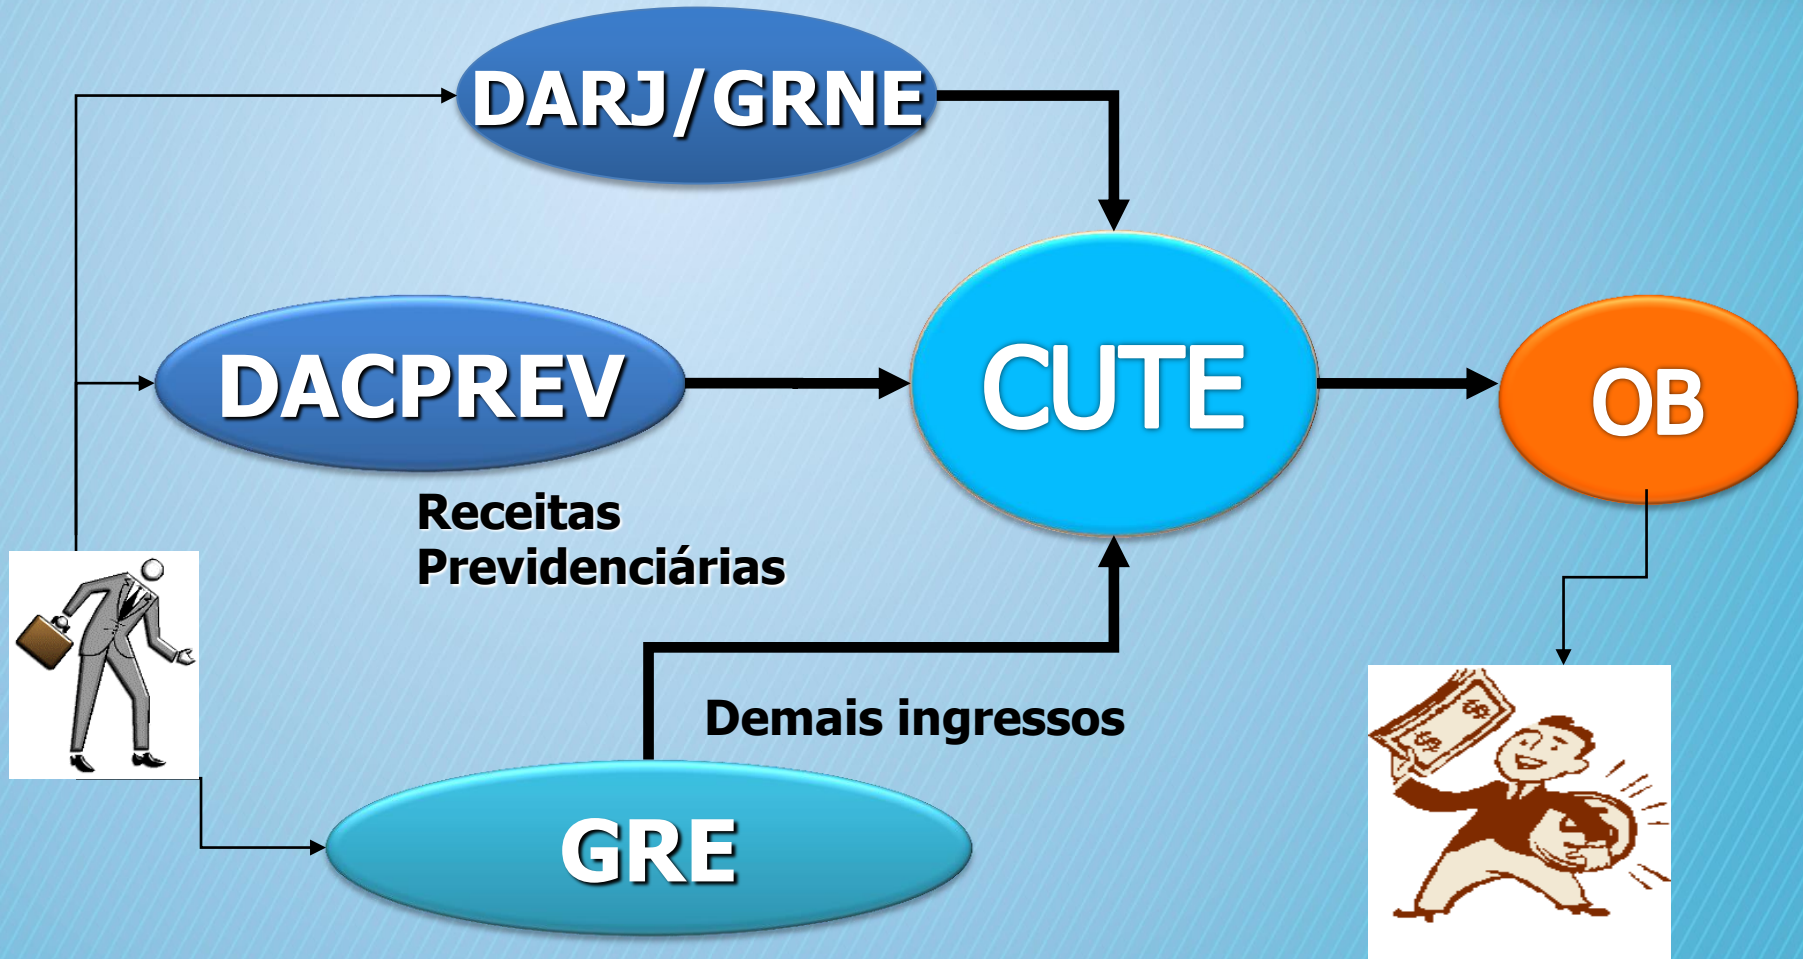 DARJ/GRNE
DACPREV
CUTE
OB
Receitas
Previdenciárias
Demais ingressos
GRE